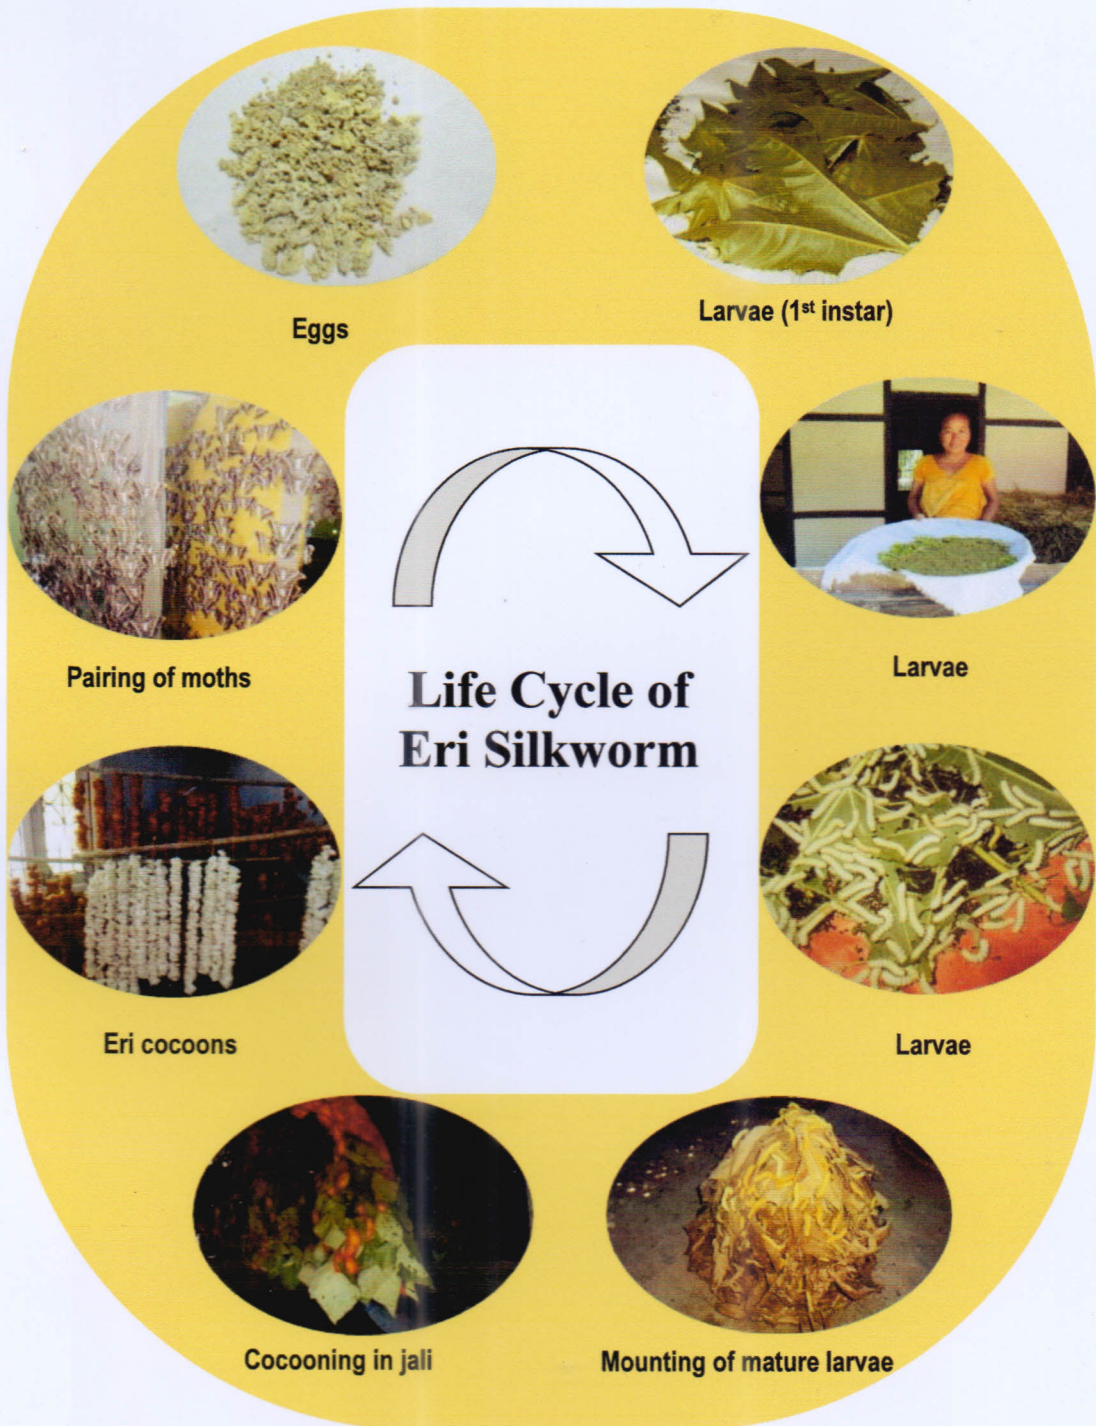 Eggs
Larvae (1st instar)
Pairing of moths
Larvae
Life Cycle of
Eri Silkworm
Eri cocoons
Larvae
Cocooning in jali
Mounting of mature larvae